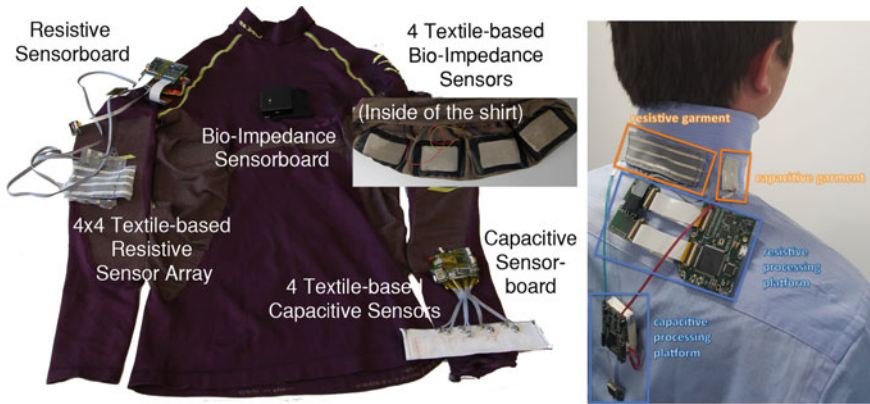 Resistive
Sensorboard
4 Textile-based
Bio-Impedance
Sensors
(Inside of the shirt)
Bio-Impedance
Sensorboard
4x4 Textile-based
Resistive
Sensor Array
4 Textile-based
Capacitive Sensors
Capacitive
Sensor-
board
resistive garment
capacitive garment
resistive
processing
platform
capacitive
processing
platform